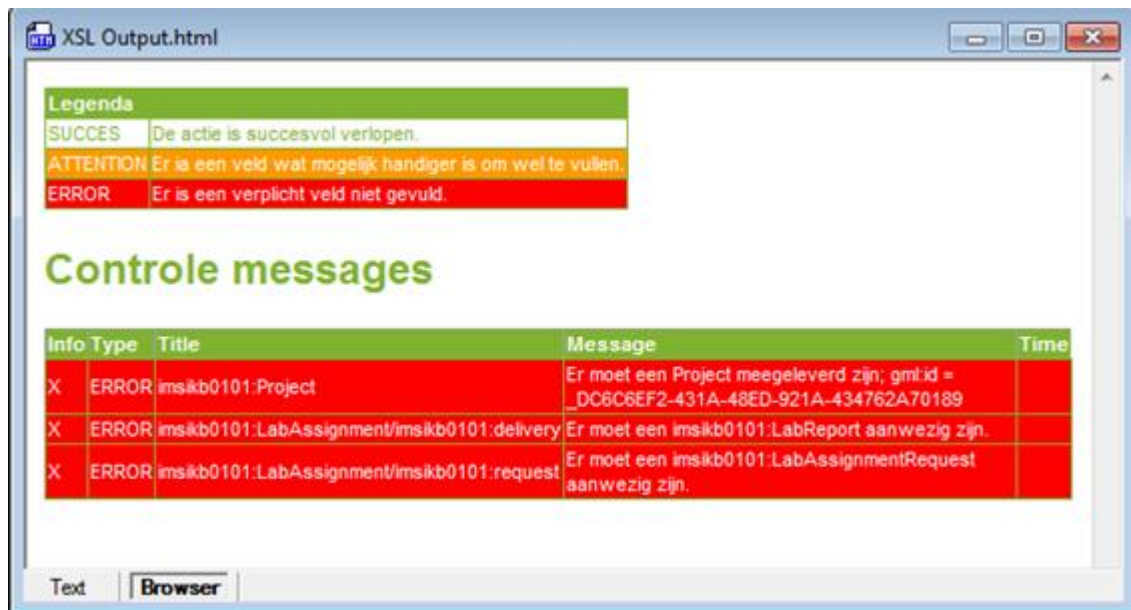 XSL Output.html
Legenda
SUCCES De actie is succesvol verlopen.
ATTENTION Er is een veld wat mogelijk handiger is om wel te vullen.
ERROR Er is een verplicht veld niet gevuld.
Controle messages
Info Type Title Message Time
X ERROR imsikb0101:Project Er moet een Project meegeleverd zijn; gml:id =
_DC6C6EF2-431A-48ED-921A-434762A70189
X ERROR imsikb0101:LabAssignment/imsikb0101:delivery Er moet een imsikb0101:LabReport aanwezig zijn.
X ERROR imsikb0101:LabAssignment/imsikb0101:request Er moet een imsikb0101:LabAssignmentRequest
aanwezig zijn.
Text Browser